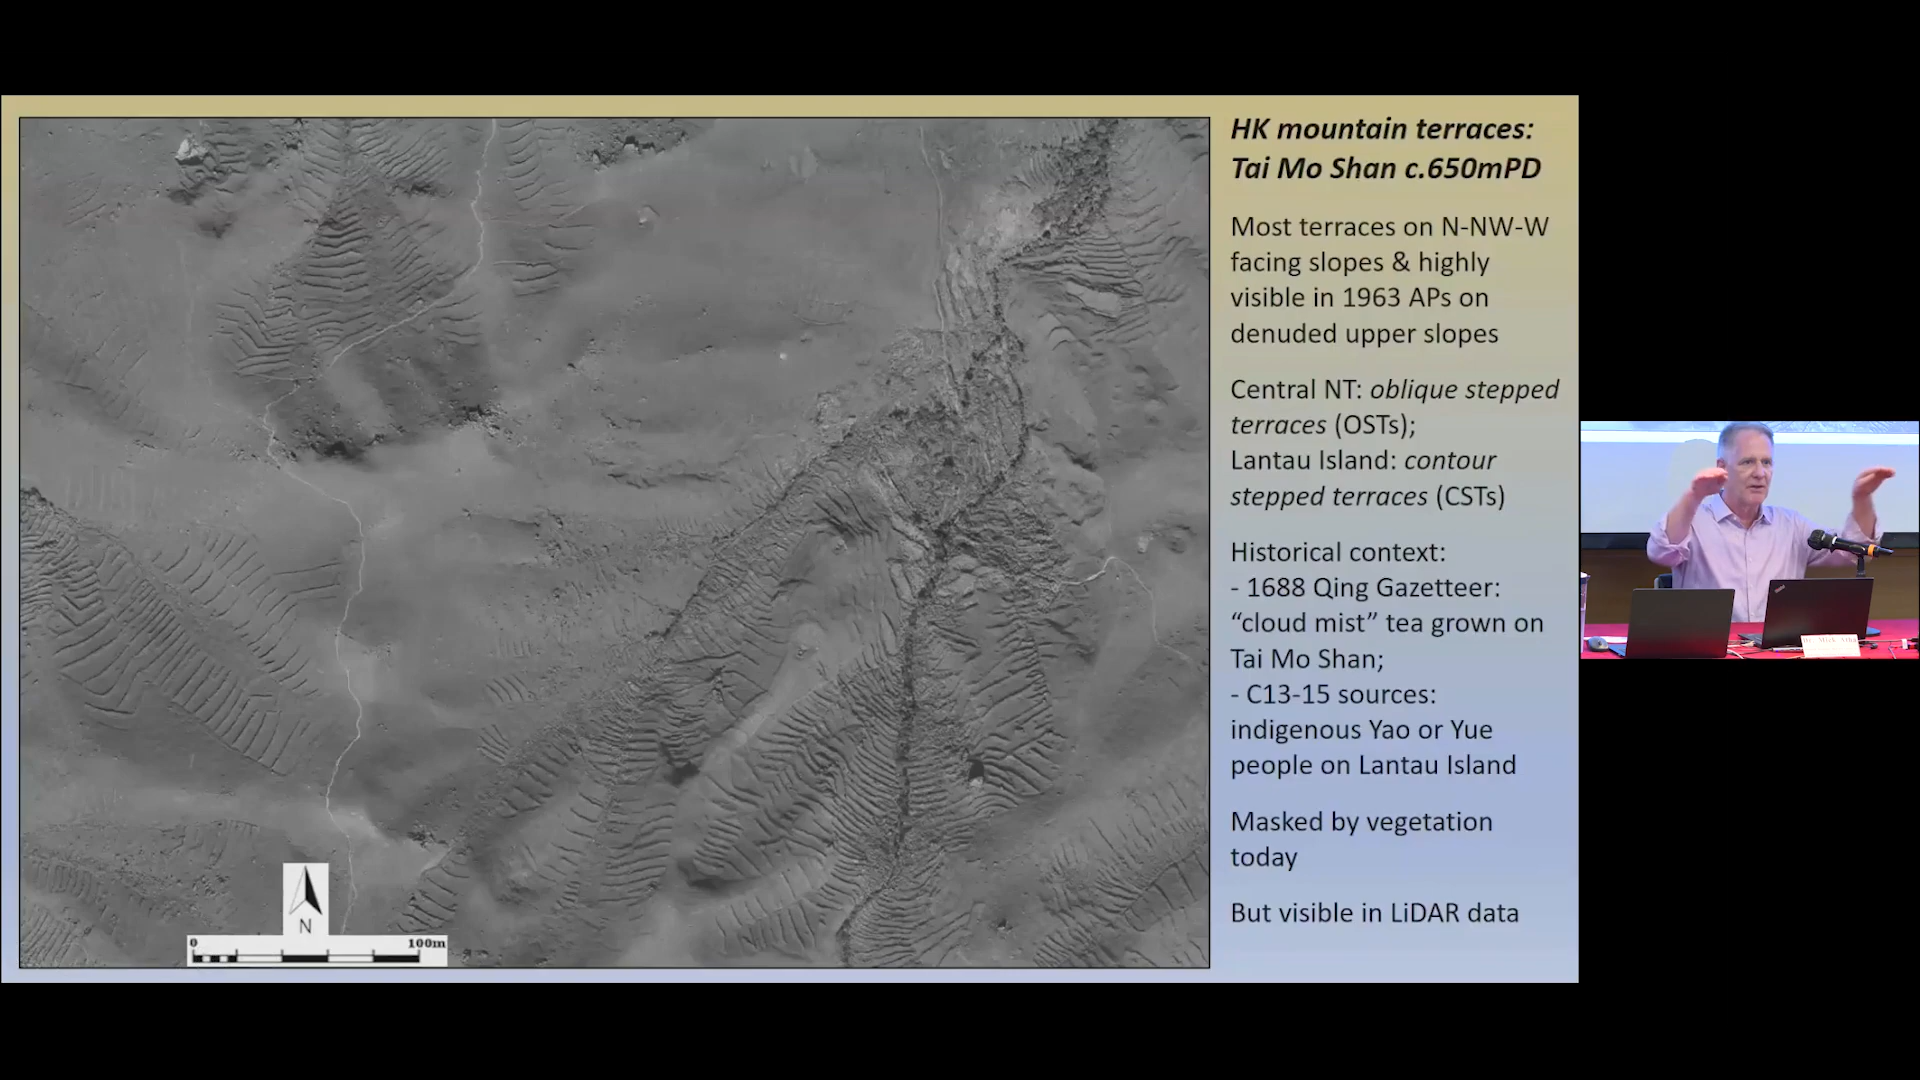 HK mountain terraces:
Tai Mo Shan c.650mPD
Most terraces on N-NW-W
facing slopes & highly
visible in 1963 APs on
denuded upper slopes
Central NT: oblique stepped
terraces (OSTs);
Lantau Island: contour
stepped terraces (CSTs)
Historical context:
- 1688 Qing Gazetteer:
“cloud mist” tea grown on
Tai Mo Shan;
- C13-15 sources:
indigenous Yao or Yue
people on Lantau Island
Masked by vegetation
today
But visible in LiDAR data
N
0 100m